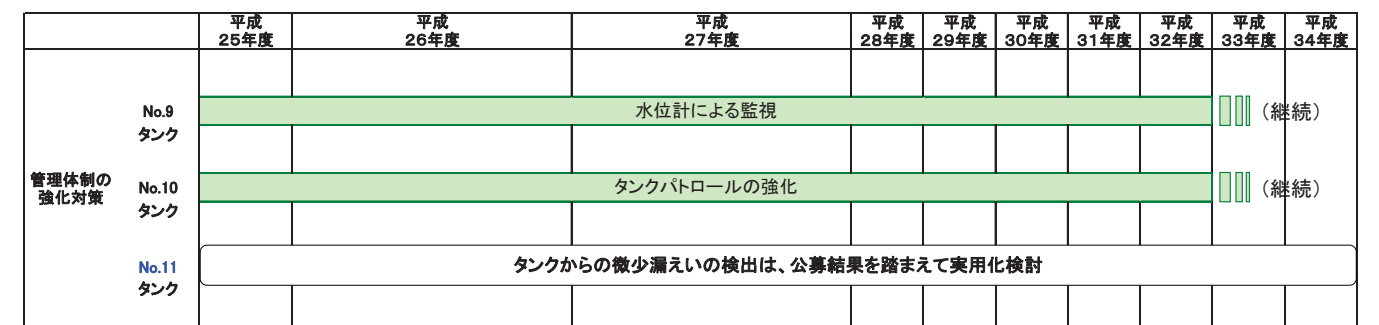 平成 平成 平成 平成 平成 平成 平成 平成 平成 平成
25年度 26年度 27年度 28年度 29年度 30年度 31年度 32年度 33年度 34年度
No.9
タンク
水位計による監視
（継続）
管理体制の
強化対策
No.10
タンク
タンクパトロールの強化
（継続）
No.11
タンク
タンクからの微少漏えいの検出は、公募結果を踏まえて実用化検討